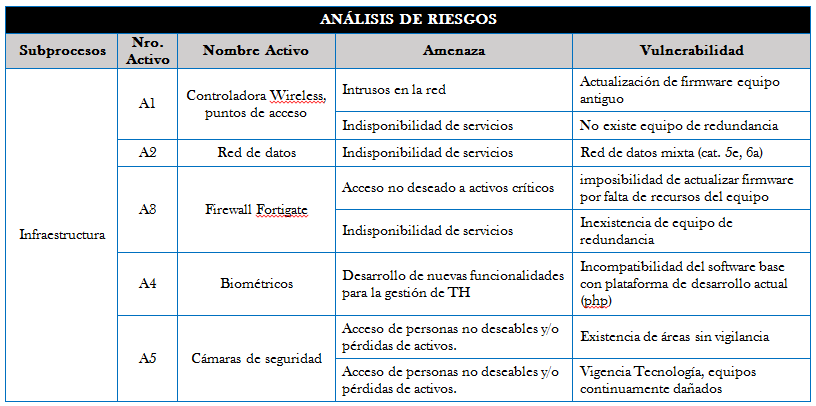 ANÁLISIS DE RIESGOS
Subprocesos
Nro.
Activo
Nombre Activo
Amenaza
Vulnerabilidad
Infraestructura
A1
Controladora Wireless,
puntos de acceso
Intrusos en la red
Actualización de firmware equipo
antiguo
Indisponibilidad de servicios
No existe equipo de redundancia
A2
Red de datos
Indisponibilidad de servicios
Red de datos mixta (cat. 5e, 6a)
A3
Firewall Fortigate
Acceso no deseado a activos críticos
imposibilidad de actualizar firmware
por falta de recursos del equipo
Indisponibilidad de servicios
Inexistencia de equipo de
redundancia
A4
Biométricos
Desarrollo de nuevas funcionalidades
para la gestión de TH
Incompatibilidad del software base
con plataforma de desarrollo actual
(php)
A5
Cámaras de seguridad
Acceso de personas no deseables y/o
pérdidas de activos.
Existencia de áreas sin vigilancia
Acceso de personas no deseables y/o
pérdidas de activos.
Vigencia Tecnología, equipos
continuamente dañados